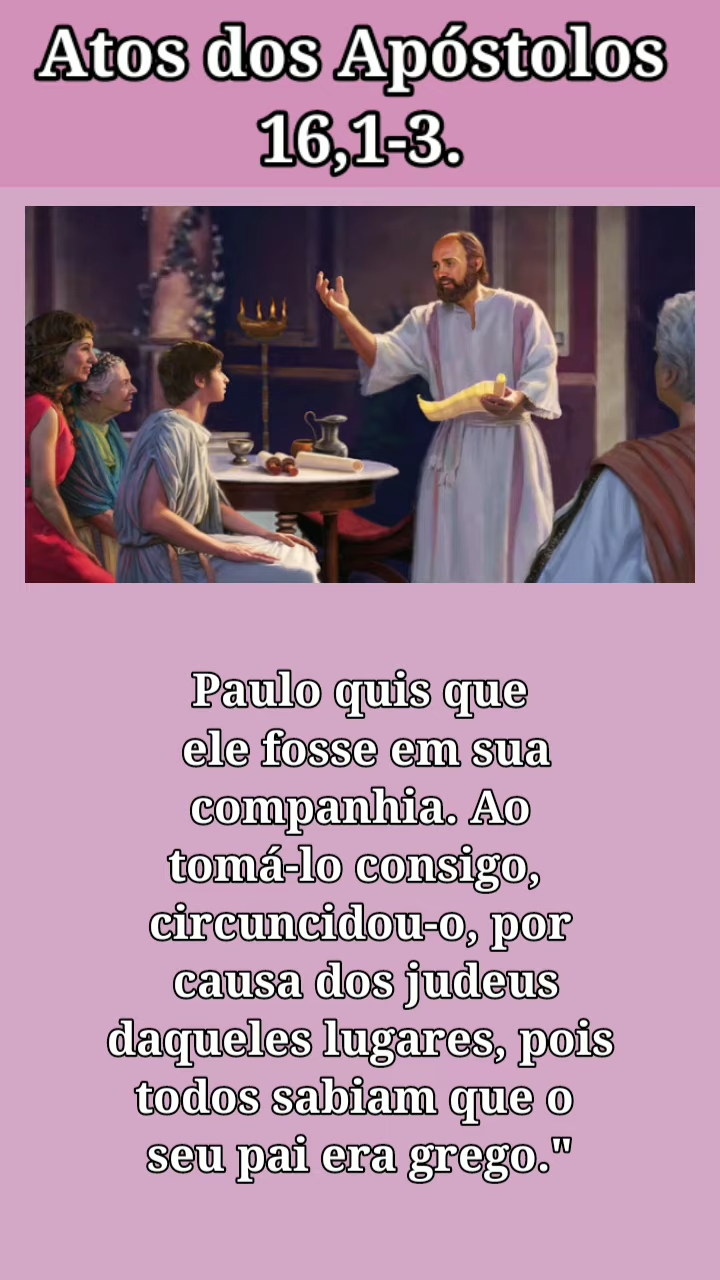 Atos dos Apóstolos
16,1-3.
Paulo quis que
ele fosse em sua
companhia. Ao
tomá-lo consigo,
circuncidou-o, por
causa dos judeus
daqueles lugares, pois
todos sabiam que o
seu pai era grego."